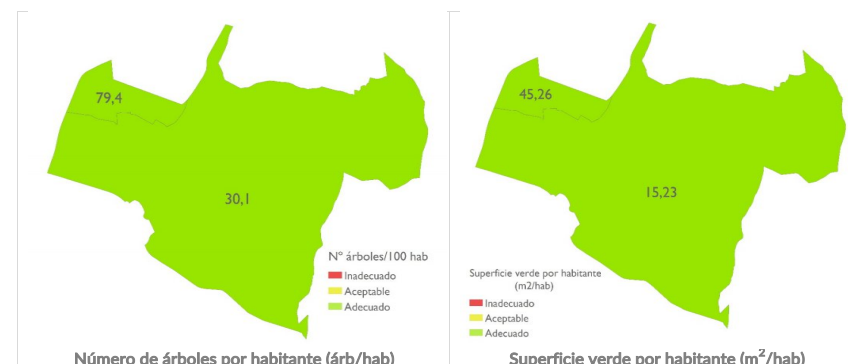 79,4
30,1
Nº árboles/100 hab
Inadecuado
Aceptable
Adecuado
Número de árboles por habitante (árb/hab)
45,26
15,23
Superficie verde por habitante
(m2/hab)
Inadecuado
Aceptable
Adecuado
Superficie verde por habitante (m²/hab)